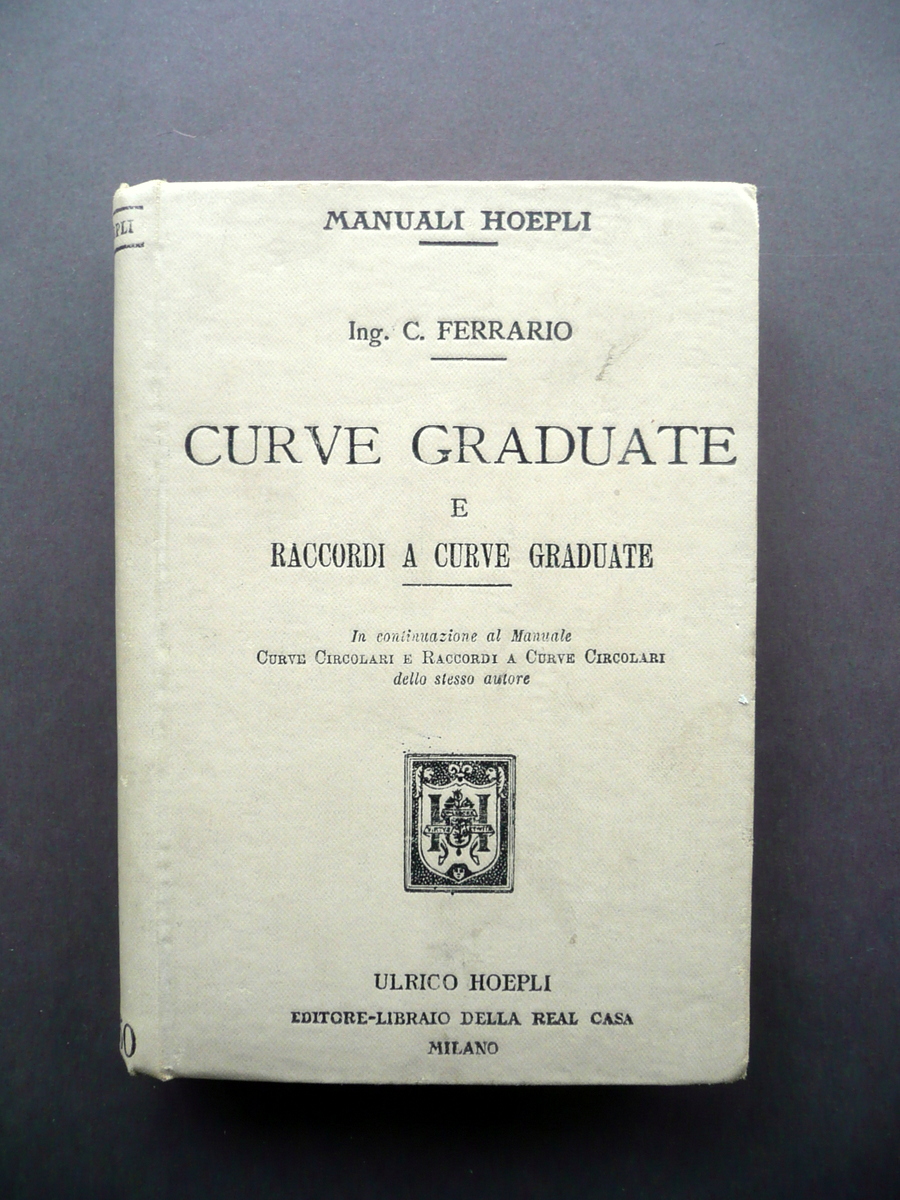 MANUALI HOEPLI
Ing. C. FERRARIO
CURVE GRADUATE
E
RACCORDI A CURVE GRADUATE
In continuazione al Manuale
CURVE CIRCOLARI E RACCORDI A CURVE CIRCOLARI
dello stesso autore
ULRICO HOEPLI
EDITORE-LIBRAIO DELLA REAL CASA
MILANO